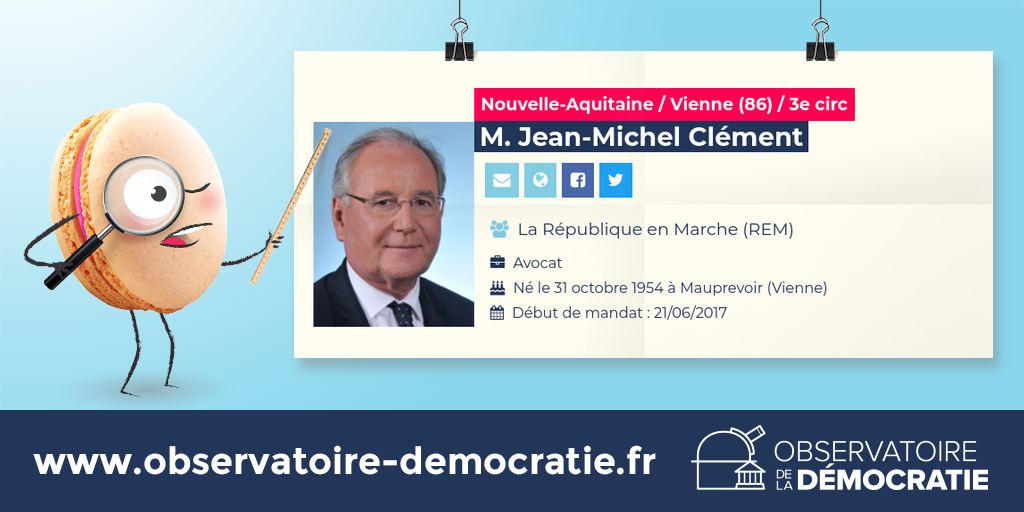 Nouvelle-Aquitaine / Vienne (86) / 3e circ
M. Jean-Michel Clément
La République en Marche (REM)
Avocat
Né le 31 octobre 1954 à Mauprevoir (Vienne)
Début de mandat : 21/06/2017
www.observatoire-democratie.fr
OBSERVATOIRE
DE LA DÉMOCRATIE